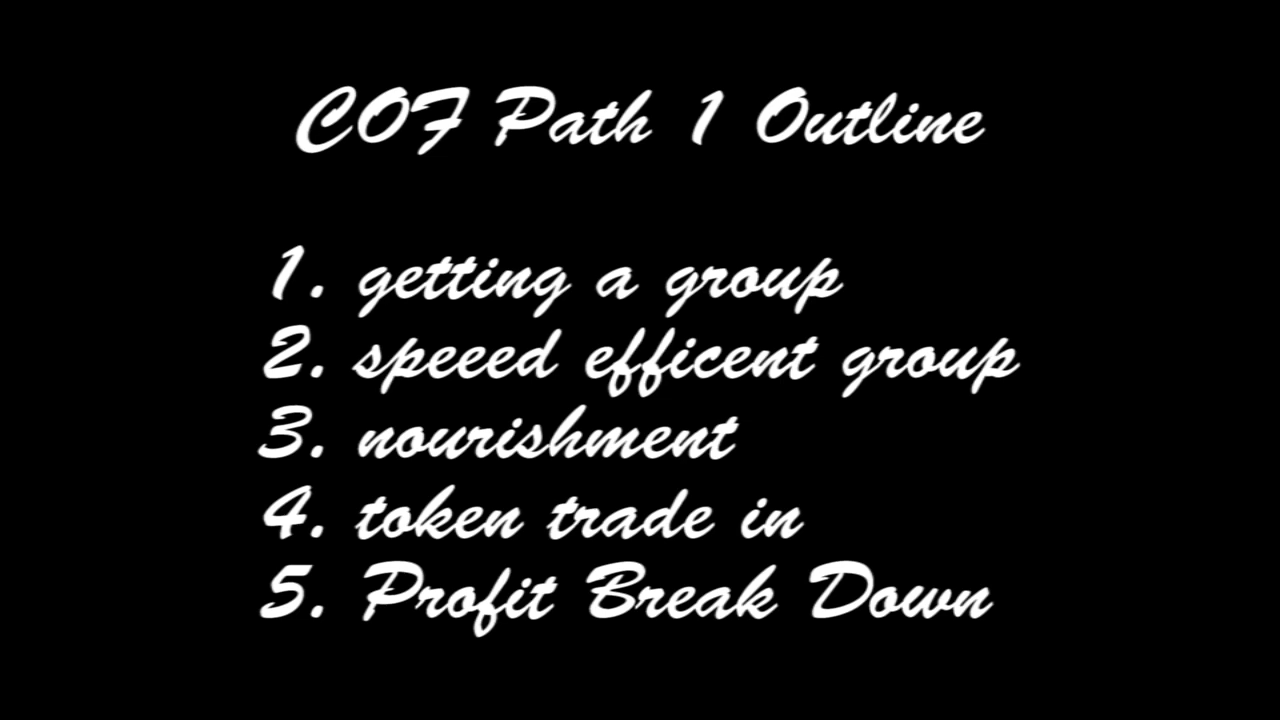 COF Path 1 Outline
1. getting a group
2. speeed efficent group
3. nourishment
4. token trade in
5. Profit Break Down